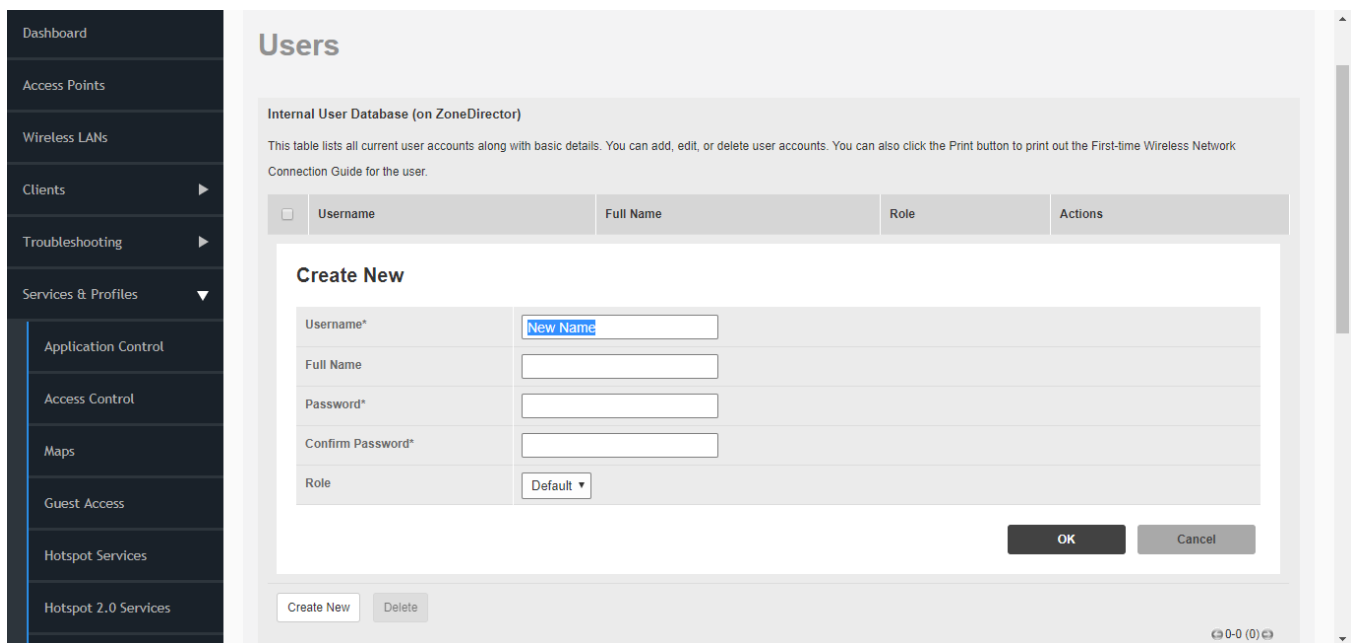 Dashboard
Access Points
Wireless LANs
Clients
Troubleshooting
Services & Profiles
Application Control
Access Control
Maps
Guest Access
Hotspot Services
Hotspot 2.0 Services
Users
Internal User Database (on ZoneDirector)
This table lists all current user accounts along with basic details. You can add, edit, or delete user accounts. You can also click the Print button to print out the First-time Wireless Network
Connection Guide for the user.
Username Full Name Role Actions
Create New
Username* New Name
Full Name
Password*
Confirm Password*
Role Default
OK Cancel
Create New Delete
0-0 (0)